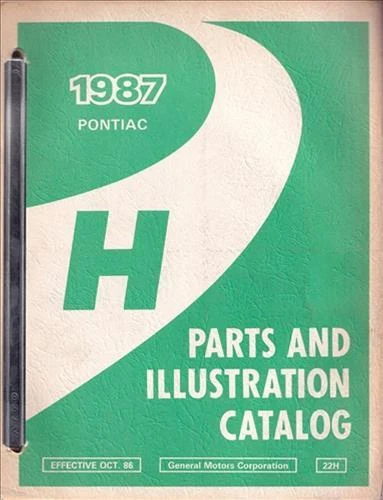 1987
PONTIAC
H
PARTS AND
ILLUSTRATION
CATALOG
EFFECTIVE OCT. 86 General Motors Corporation 22H